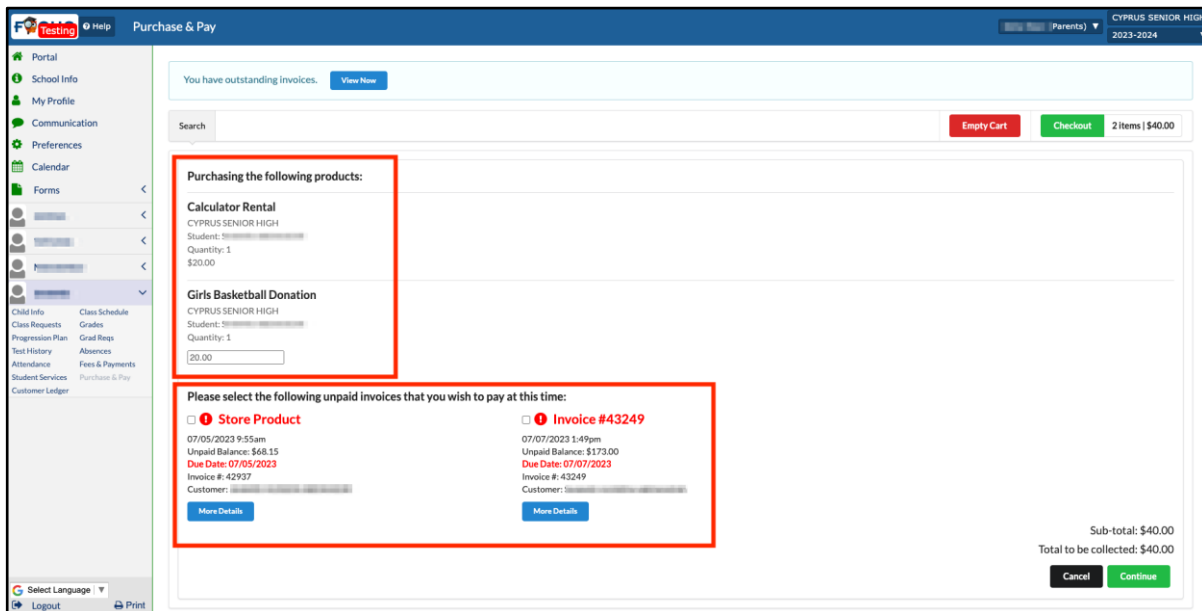 Testing
Help
Purchase & Pay
(Parents) ▼
CYPRUS SENIOR HIGH
2023-2024
Portal
School Info
My Profile
Communication
Preferences
Calendar
Forms
Child Info Class Schedule
Class Requests Grades
Progression Plan Grad Reqs
Test History Absences
Attendance Fees & Payments
Student Services Purchase & Pay
Customer Ledger
Select Language ▼
Logout Print
You have outstanding invoices. View Now
Search Empty Cart Checkout 2 items | $40.00
Purchasing the following products:
Calculator Rental
CYPRUS SENIOR HIGH
Student:
Quantity: 1
$20.00
Girls Basketball Donation
CYPRUS SENIOR HIGH
Student:
Quantity: 1
20.00
Please select the following unpaid invoices that you wish to pay at this time:
Store Product
07/05/2023 9:55am
Unpaid Balance: $68.15
Due Date: 07/05/2023
Invoice #: 42937
Customer:
More Details
Invoice #43249
07/07/2023 1:49pm
Unpaid Balance: $173.00
Due Date: 07/07/2023
Invoice #: 43249
Customer:
More Details
Sub-total: $40.00
Total to be collected: $40.00
Cancel Continue